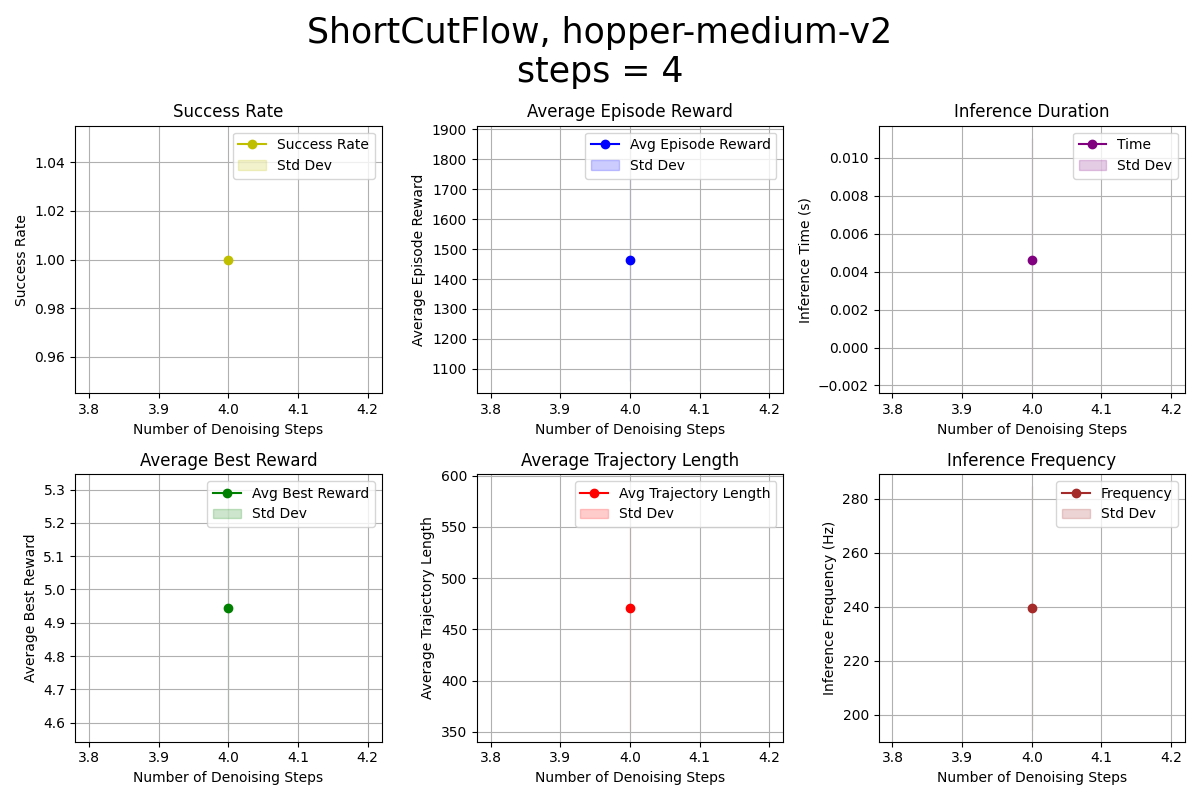 ShortCutFlow, hopper-medium-v2
steps = 4
Success Rate
Success Rate
Std Dev
1.04
1.02
1.00
0.98
0.96
Success Rate
3.8 3.9 4.0 4.1 4.2
Number of Denoising Steps
Average Episode Reward
Avg Episode Reward
Std Dev
1900
1800
1700
1600
1500
1400
1300
1200
1100
Average Episode Reward
3.8 3.9 4.0 4.1 4.2
Number of Denoising Steps
Inference Duration
Time
Std Dev
0.010
0.008
0.006
0.004
0.002
0.000
−0.002
Inference Time (s)
3.8 3.9 4.0 4.1 4.2
Number of Denoising Steps
Average Best Reward
Avg Best Reward
Std Dev
5.3
5.2
5.1
5.0
4.9
4.8
4.7
4.6
Average Best Reward
3.8 3.9 4.0 4.1 4.2
Number of Denoising Steps
Average Trajectory Length
Avg Trajectory Length
Std Dev
600
550
500
450
400
350
Average Trajectory Length
3.8 3.9 4.0 4.1 4.2
Number of Denoising Steps
Inference Frequency
Frequency
Std Dev
280
260
240
220
200
Inference Frequency (Hz)
3.8 3.9 4.0 4.1 4.2
Number of Denoising Steps